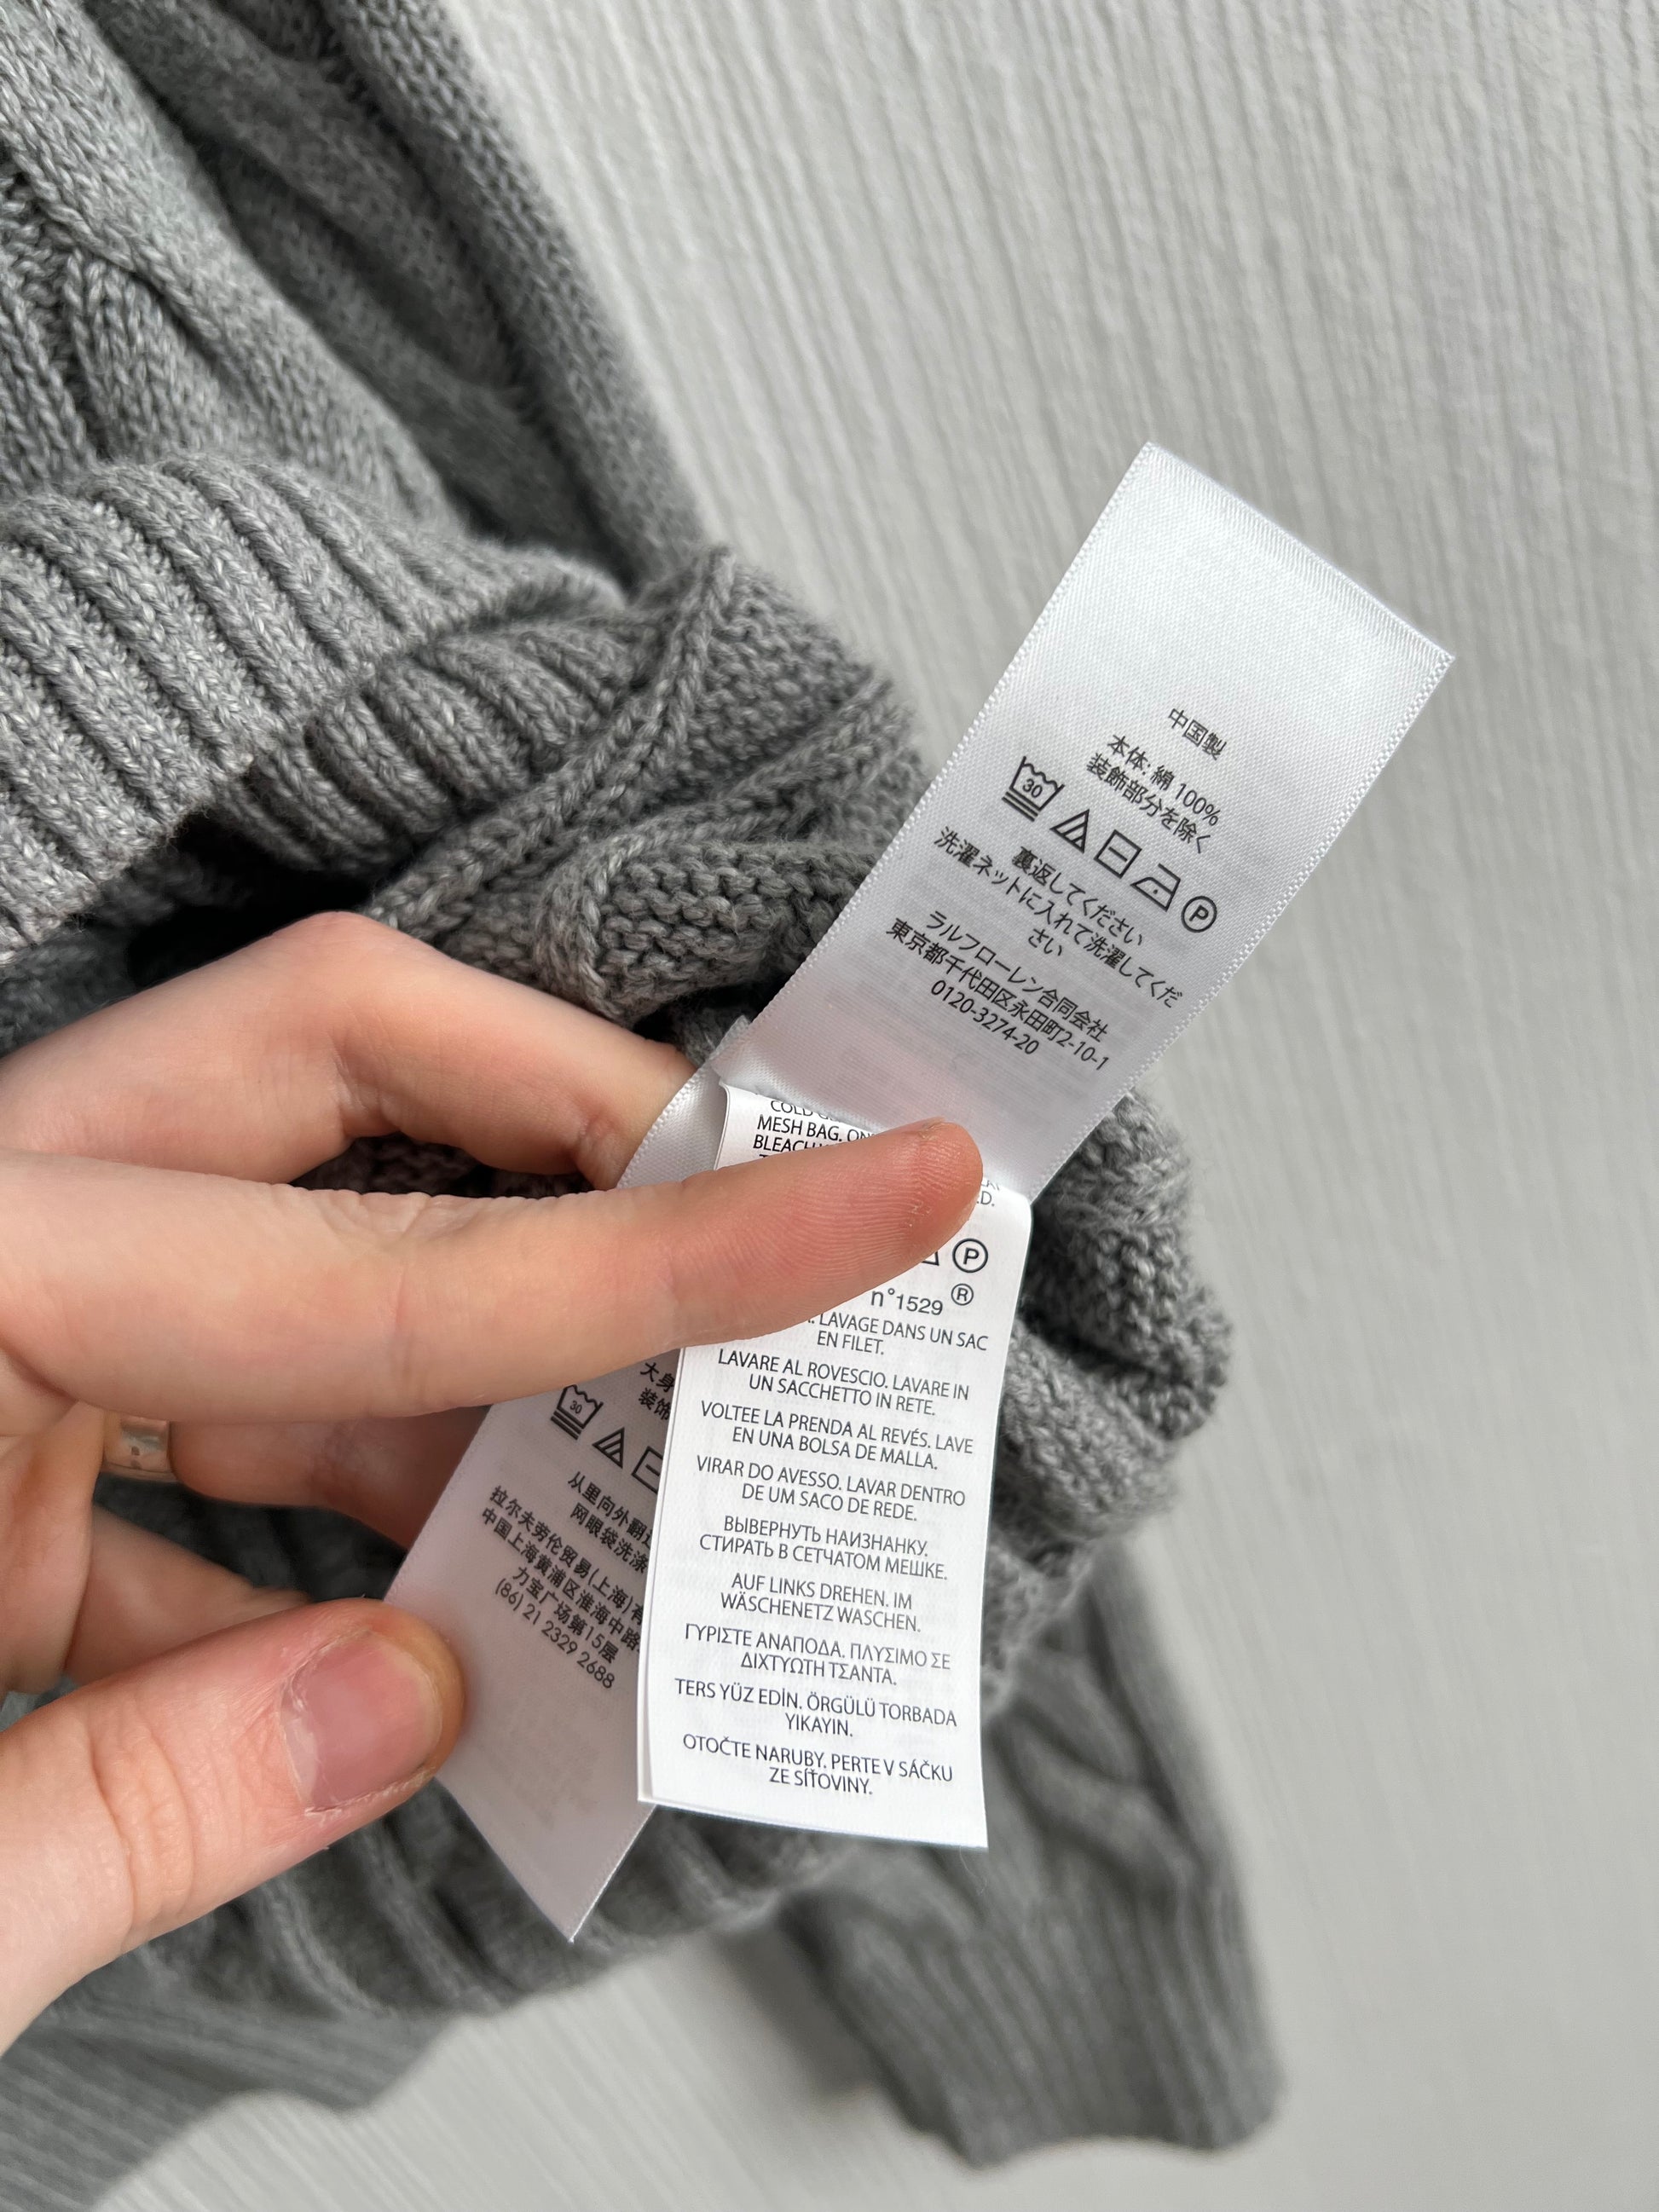 中国製
本体: 綿 100%
装飾部分を除く
30
P
裏返してください
洗濯ネットに入れて洗濯してくだ
さい
ラルフローレン合同会社
東京都千代田区永田町2-10-1
0120-3274-20
COLD
MESH BAG.
BLEACH
P
®
n°1529
LAVAGE DANS UN SAC
EN FILET.
LAVARE AL ROVESCIO. LAVARE IN
UN SACCHETTO IN RETE.
VOLTEE LA PRENDA AL REVÉS. LAVE
EN UNA BOLSA DE MALLA.
VIRAR DO AVESSO. LAVAR DENTRO
DE UM SACO DE REDE.
ВЫВЕРНУТЬ НАИЗНАНКУ.
СТИРАТЬ В СЕТЧАТОМ МЕШКЕ.
AUF LINKS DREHEN. IM
WÄSCHENETZ WASCHEN.
ΓΥΡΙΣΤΕ ΑΝΑΠΟΔΑ. ΠΛΥΣΙΜΟ ΣΕ
ΔΙΧΤΥΩΤΗ ΤΣΑΝΤΑ.
TERS YÜZ EDİN. ÖRGÜLÜ TORBADA
YIKAYIN.
OTOČTE NARUBY. PERTE V SÁČKU
ZE SÍŤOVINY.
大身
装饰
30
从里向外翻
网眼袋洗涤
拉尔夫劳伦贸易(上海)有
中国上海黄浦区淮海中路
力宝广场第15层
(86) 21 2329 2688